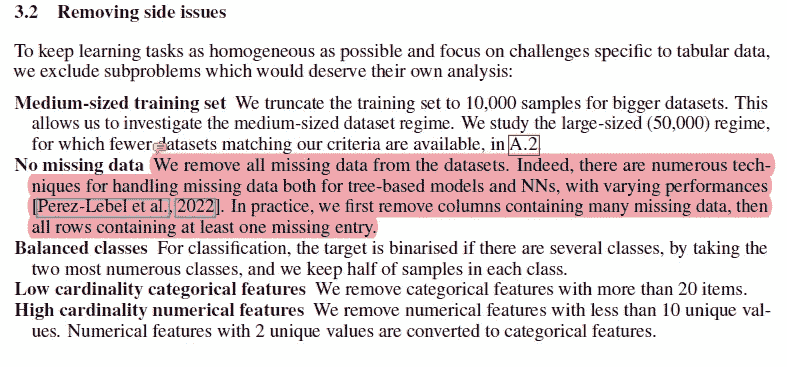 3.2 Removing side issues
To keep learning tasks as homogeneous as possible and focus on challenges specific to tabular data,
we exclude subproblems which would deserve their own analysis:
Medium-sized training set We truncate the training set to 10,000 samples for bigger datasets. This
allows us to investigate the medium-sized dataset regime. We study the large-sized (50,000) regime,
for which fewer datasets matching our criteria are available, in A.2
No missing data We remove all missing data from the datasets. Indeed, there are numerous tech-
niques for handling missing data both for tree-based models and NNs, with varying performances
[Perez-Lebel et al., 2022]. In practice, we first remove columns containing many missing data, then
all rows containing at least one missing entry.
Balanced classes For classification, the target is binarised if there are several classes, by taking the
two most numerous classes, and we keep half of samples in each class.
Low cardinality categorical features We remove categorical features with more than 20 items.
High cardinality numerical features We remove numerical features with less than 10 unique val-
ues. Numerical features with 2 unique values are converted to categorical features.